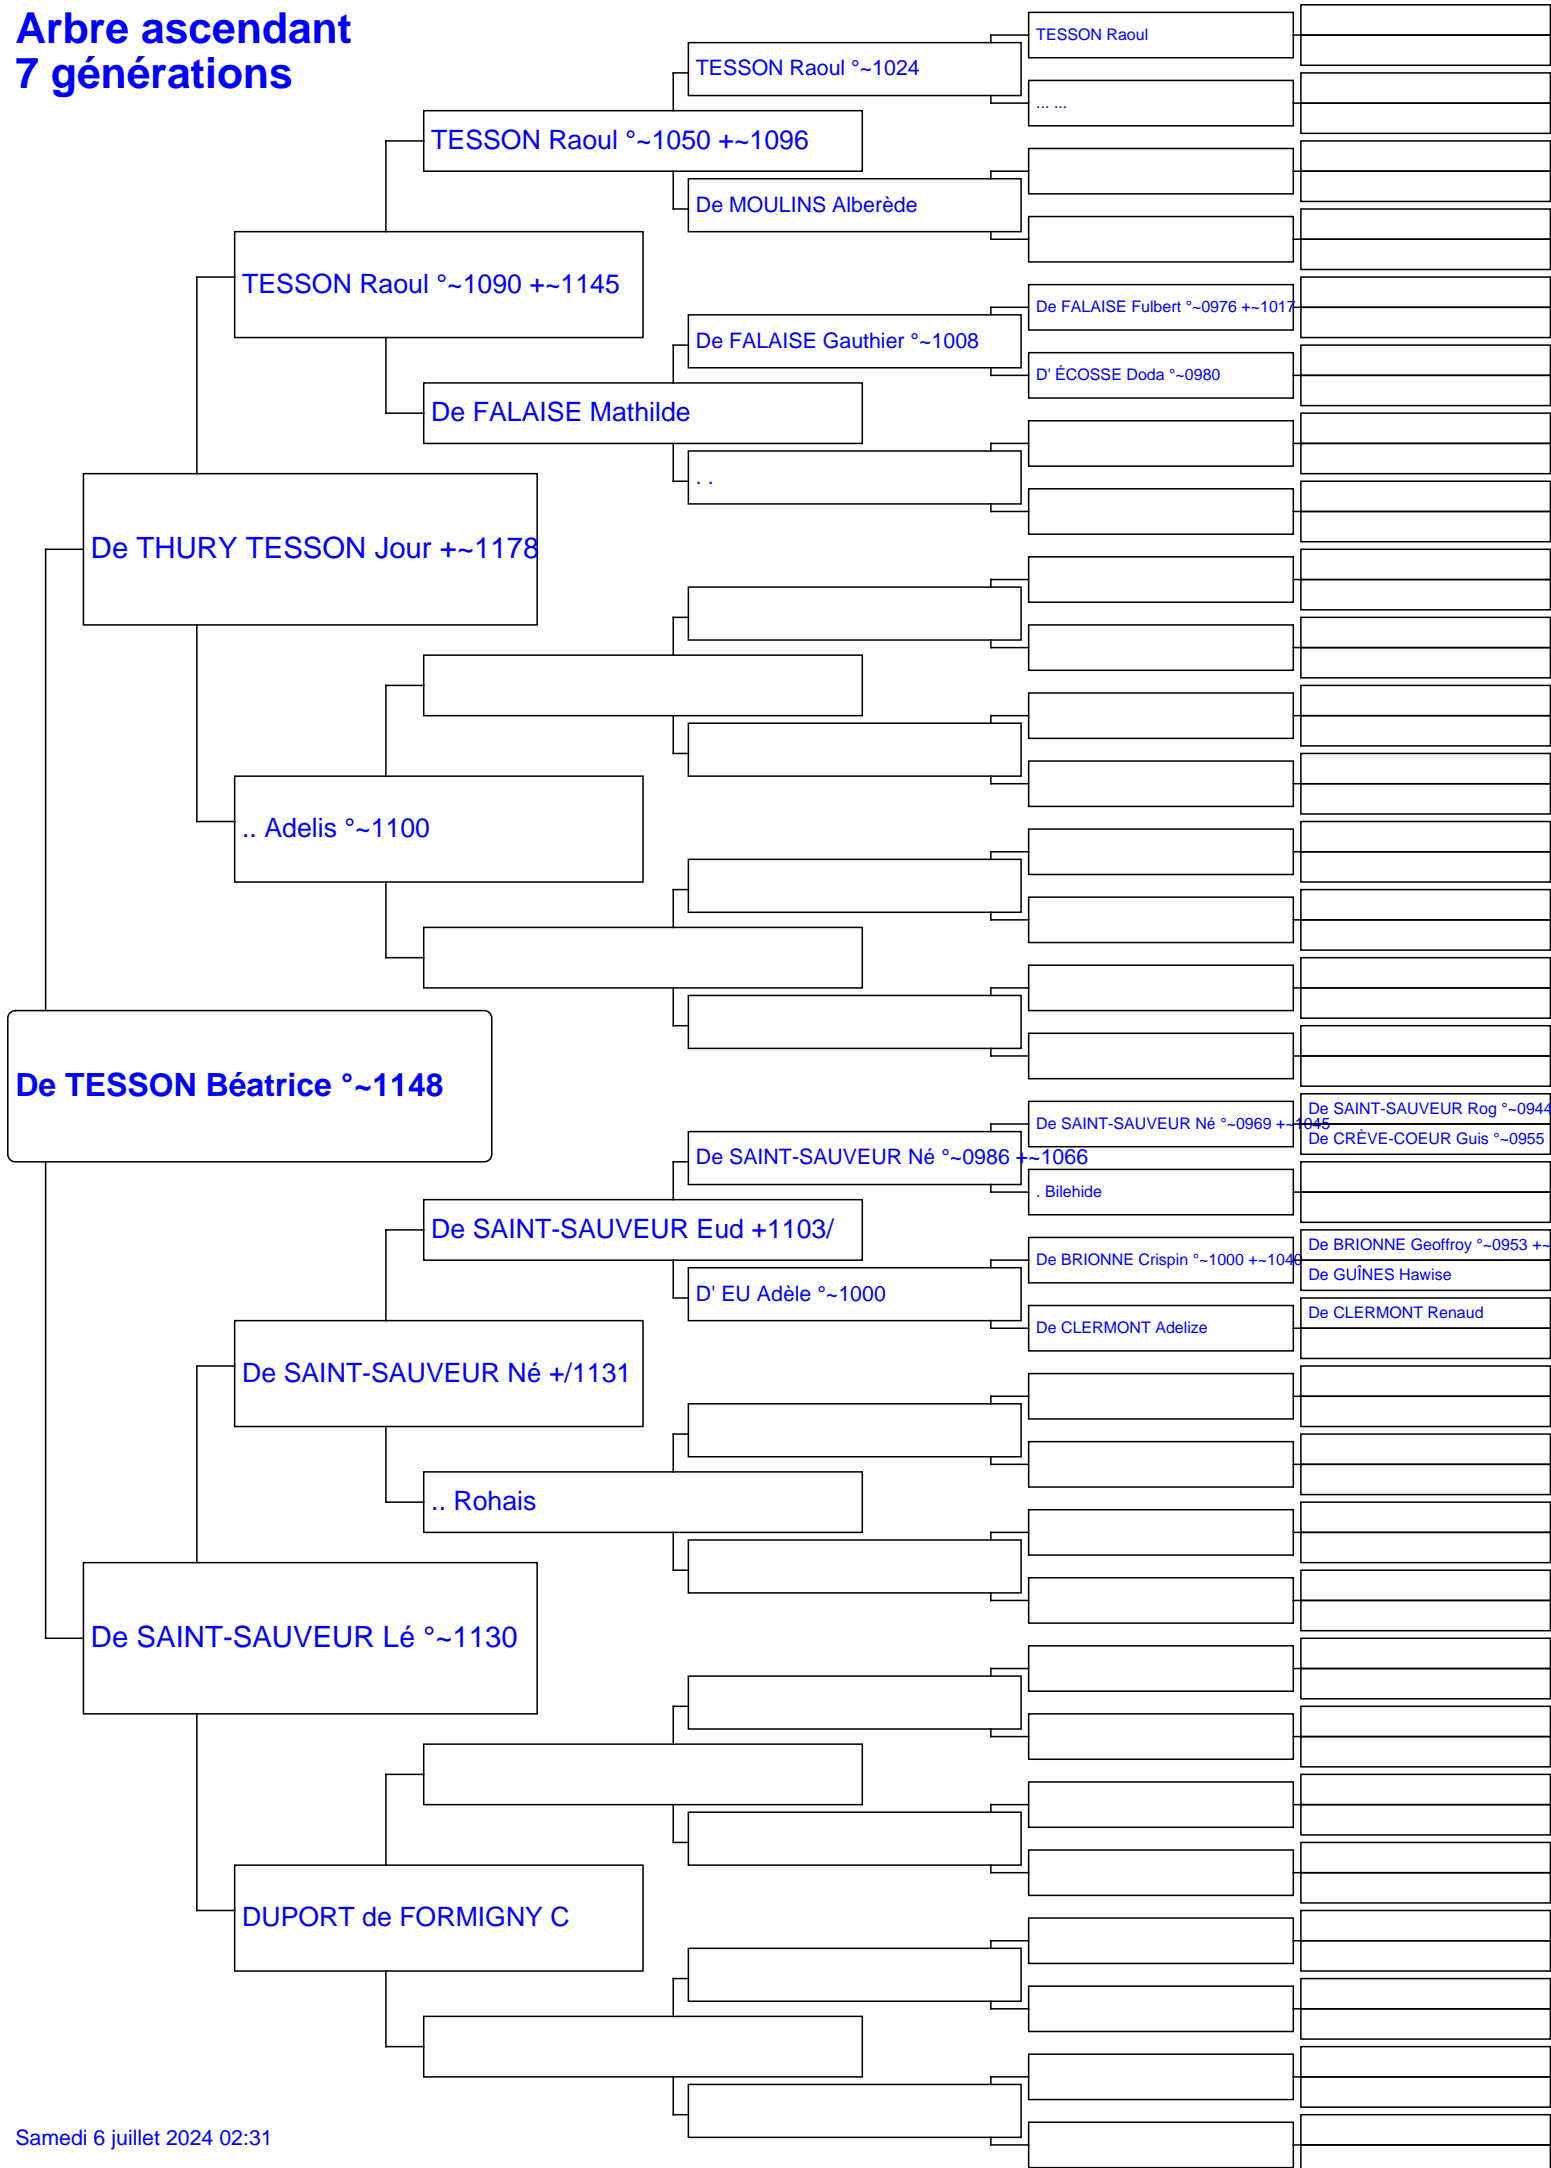 Arbre ascendant
7 générations
TESSON Raoul
TESSON Raoul °~1024
... ...
TESSON Raoul °~1050 +~1096
De MOULINS Alberède
TESSON Raoul °~1090 +~1145
De FALAISE Fulbert °~0976 +~1017
De FALAISE Gauthier °~1008
D' ÉCOSSE Doda °~0980
De FALAISE Mathilde
. .
De THURY TESSON Jour +~1178
.. Adelis °~1100
De TESSON Béatrice °~1148
De SAINT-SAUVEUR Rog °~0944
De SAINT-SAUVEUR Né °~0969 +~1045
De CRÈVE-COEUR Guis °~0955
De SAINT-SAUVEUR Né °~0986 +~1066
. Bilehide
De SAINT-SAUVEUR Eud +1103/
De BRIONNE Geoffroy °~0953 +~
De BRIONNE Crispin °~1000 +~1040
De GUÎNES Hawise
D' EU Adèle °~1000
De CLERMONT Renaud
De CLERMONT Adelize
De SAINT-SAUVEUR Né +/1131
.. Rohais
De SAINT-SAUVEUR Lé °~1130
DUPORT de FORMIGNY C
Samedi 6 juillet 2024 02:31